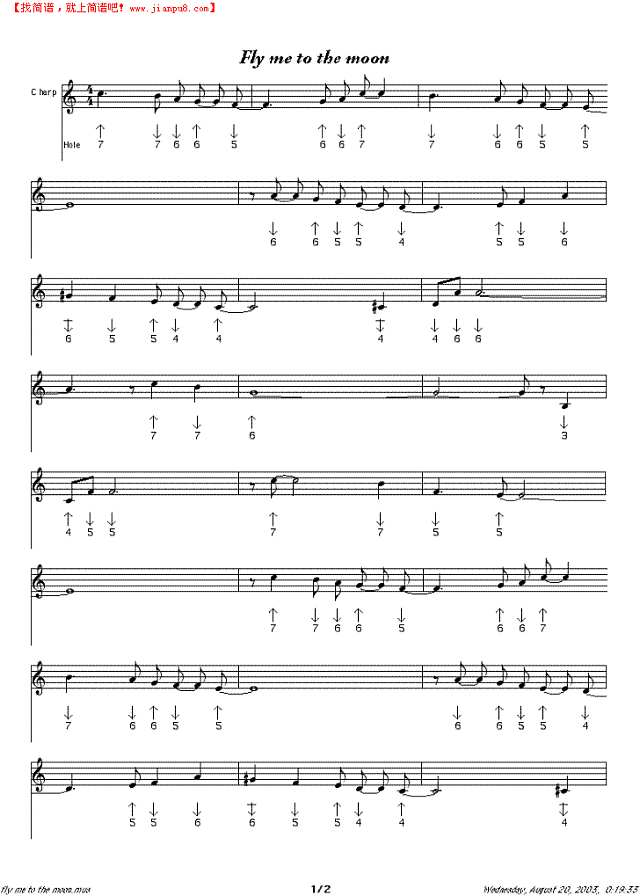 【找简谱，就上简谱吧！www.jianpu8.com】
Fly me to the moon
C harp
4
4
Hole 7 7 6 6 5 6 6 7 7 6 6 5 5
6 6 5 5 4 5 5 6
6 5 5 4 4 4 4 6 6
7 7 6 3
4 5 5 7 7 5 5
7 7 6 6 5 6 6 7
7 6 6 5 5 6 6 5 5 4
5 5 6 6 5 5 4 4 4
fly me to the moon.mus 1/2 Wednesday, August 20, 2003, 0:19:33